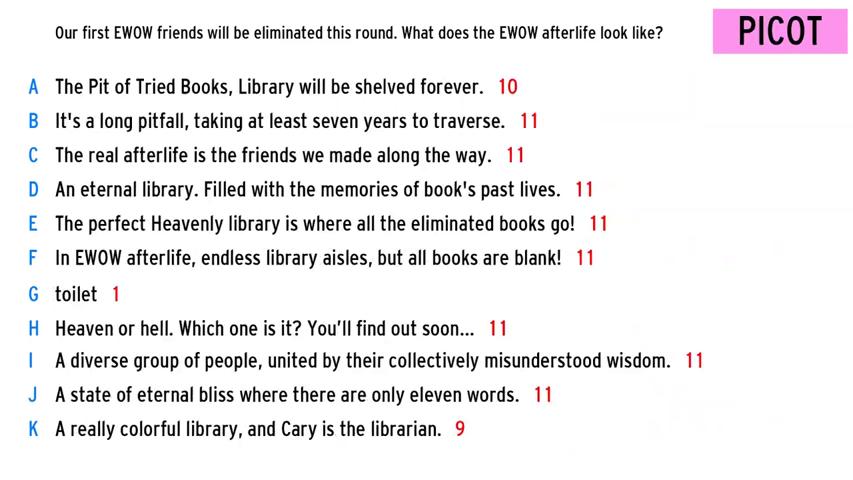 Our first EWOW friends will be eliminated this round. What does the EWOW afterlife look like?
PICOT
A The Pit of Tried Books, Library will be shelved forever. 10
B It's a long pitfall, taking at least seven years to traverse. 11
C The real afterlife is the friends we made along the way. 11
D An eternal library. Filled with the memories of book's past lives. 11
E The perfect Heavenly library is where all the eliminated books go! 11
F In EWOW afterlife, endless library aisles, but all books are blank! 11
G toilet 1
H Heaven or hell. Which one is it? You’ll find out soon... 11
I A diverse group of people, united by their collectively misunderstood wisdom. 11
J A state of eternal bliss where there are only eleven words. 11
K A really colorful library, and Cary is the librarian. 9